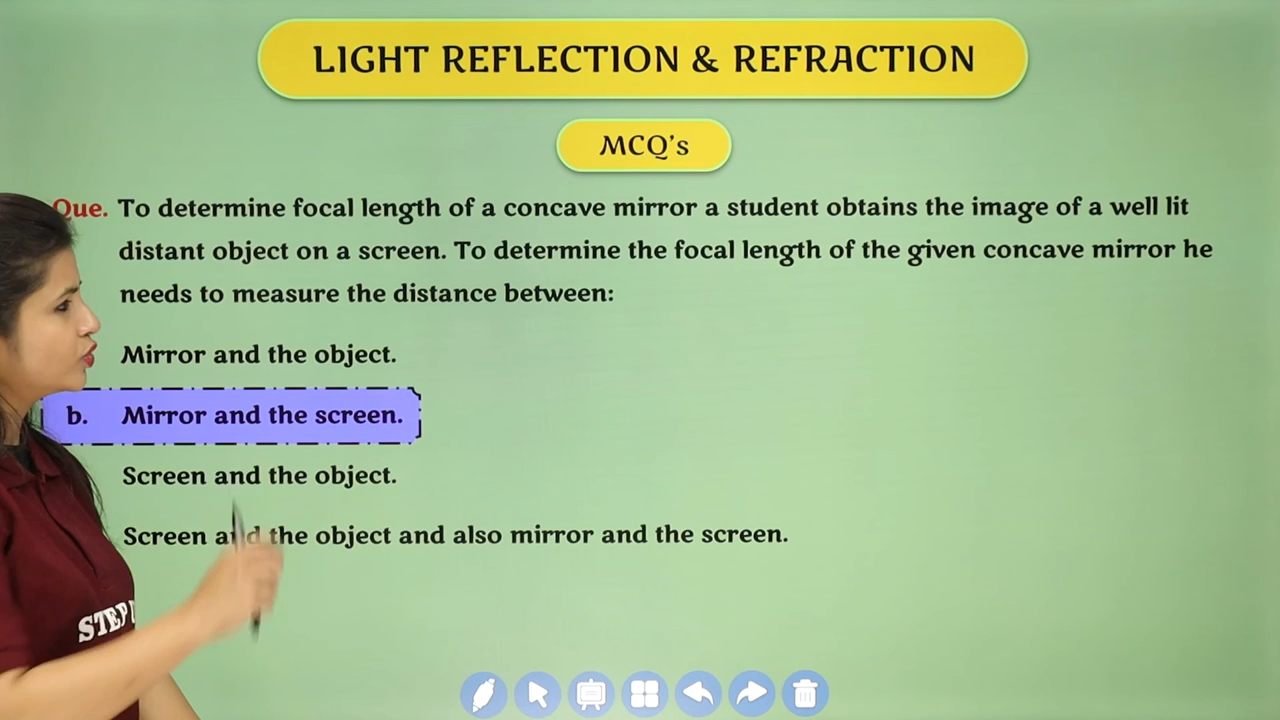 LIGHT REFLECTION & REFRACTION
MCQ's
Que. To determine focal length of a concave mirror a student obtains the image of a well lit
distant object on a screen. To determine the focal length of the given concave mirror he
needs to measure the distance between:
Mirror and the object.
b. Mirror and the screen.
Screen and the object.
Screen and the object and also mirror and the screen.
STEP